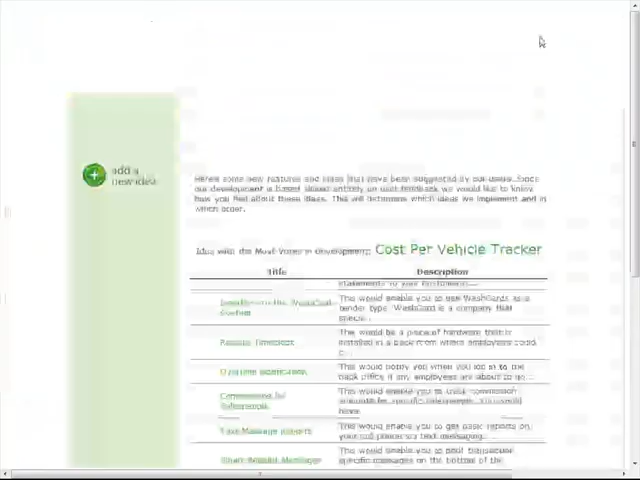 add a
new idea
Here's some new features and ideas that have been suggested by our users. Since
our development is based almost entirely on user feedback we would like to know
how you feel about these ideas. This will determine which ideas we implement and in
which order.
Idea with the Most Votes in Development: Cost Per Vehicle Tracker
Title Description
statements to your customers....
This would enable you to use WashCards as a
tender type. WashCard is a company that
Remote Timeclock
This would be a piece of hardware that is
installed in a back room where employees could
Overtime Notification
This would notify you when you log in to the
back office if any employees are about to go...
Commissions for
Salespeople
This would enable you to
Text Message Reports
This would enable you to get basic reports on
your cell phone via text messaging.
This would enable you to print
specific messages on the bottom of the